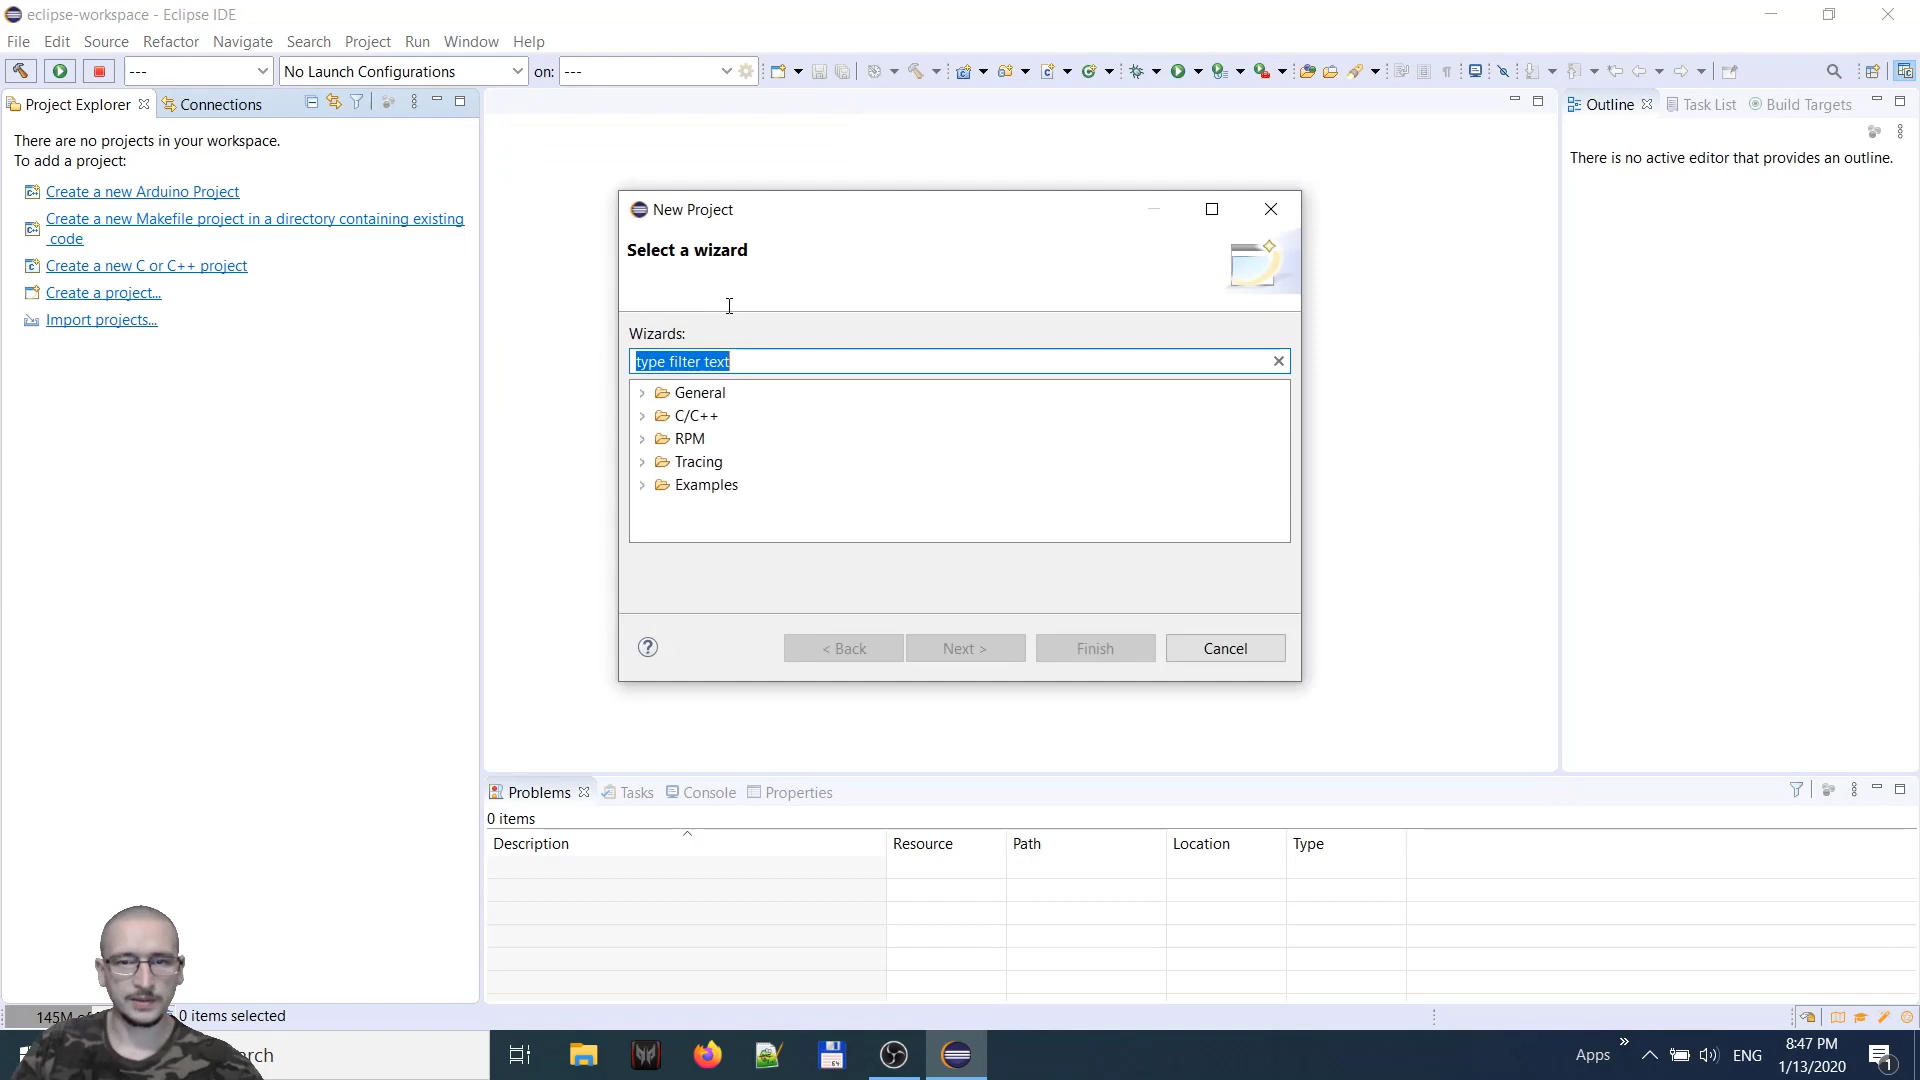 eclipse-workspace - Eclipse IDE
File Edit Source Refactor Navigate Search Project Run Window Help
--- No Launch Configurations on: ---
Project Explorer Connections
There are no projects in your workspace.
To add a project:
Create a new Arduino Project
Create a new Makefile project in a directory containing existing
code
Create a new C or C++ project
Create a project...
Import projects...
New Project
Select a wizard
Wizards:
type filter text
General
C/C++
RPM
Tracing
Examples
< Back Next > Finish Cancel
Outline Task List Build Targets
There is no active editor that provides an outline.
Problems Tasks Console Properties
0 items
Description Resource Path Location Type
145M 0 items selected
Apps ENG 8:47 PM
1/13/2020
1